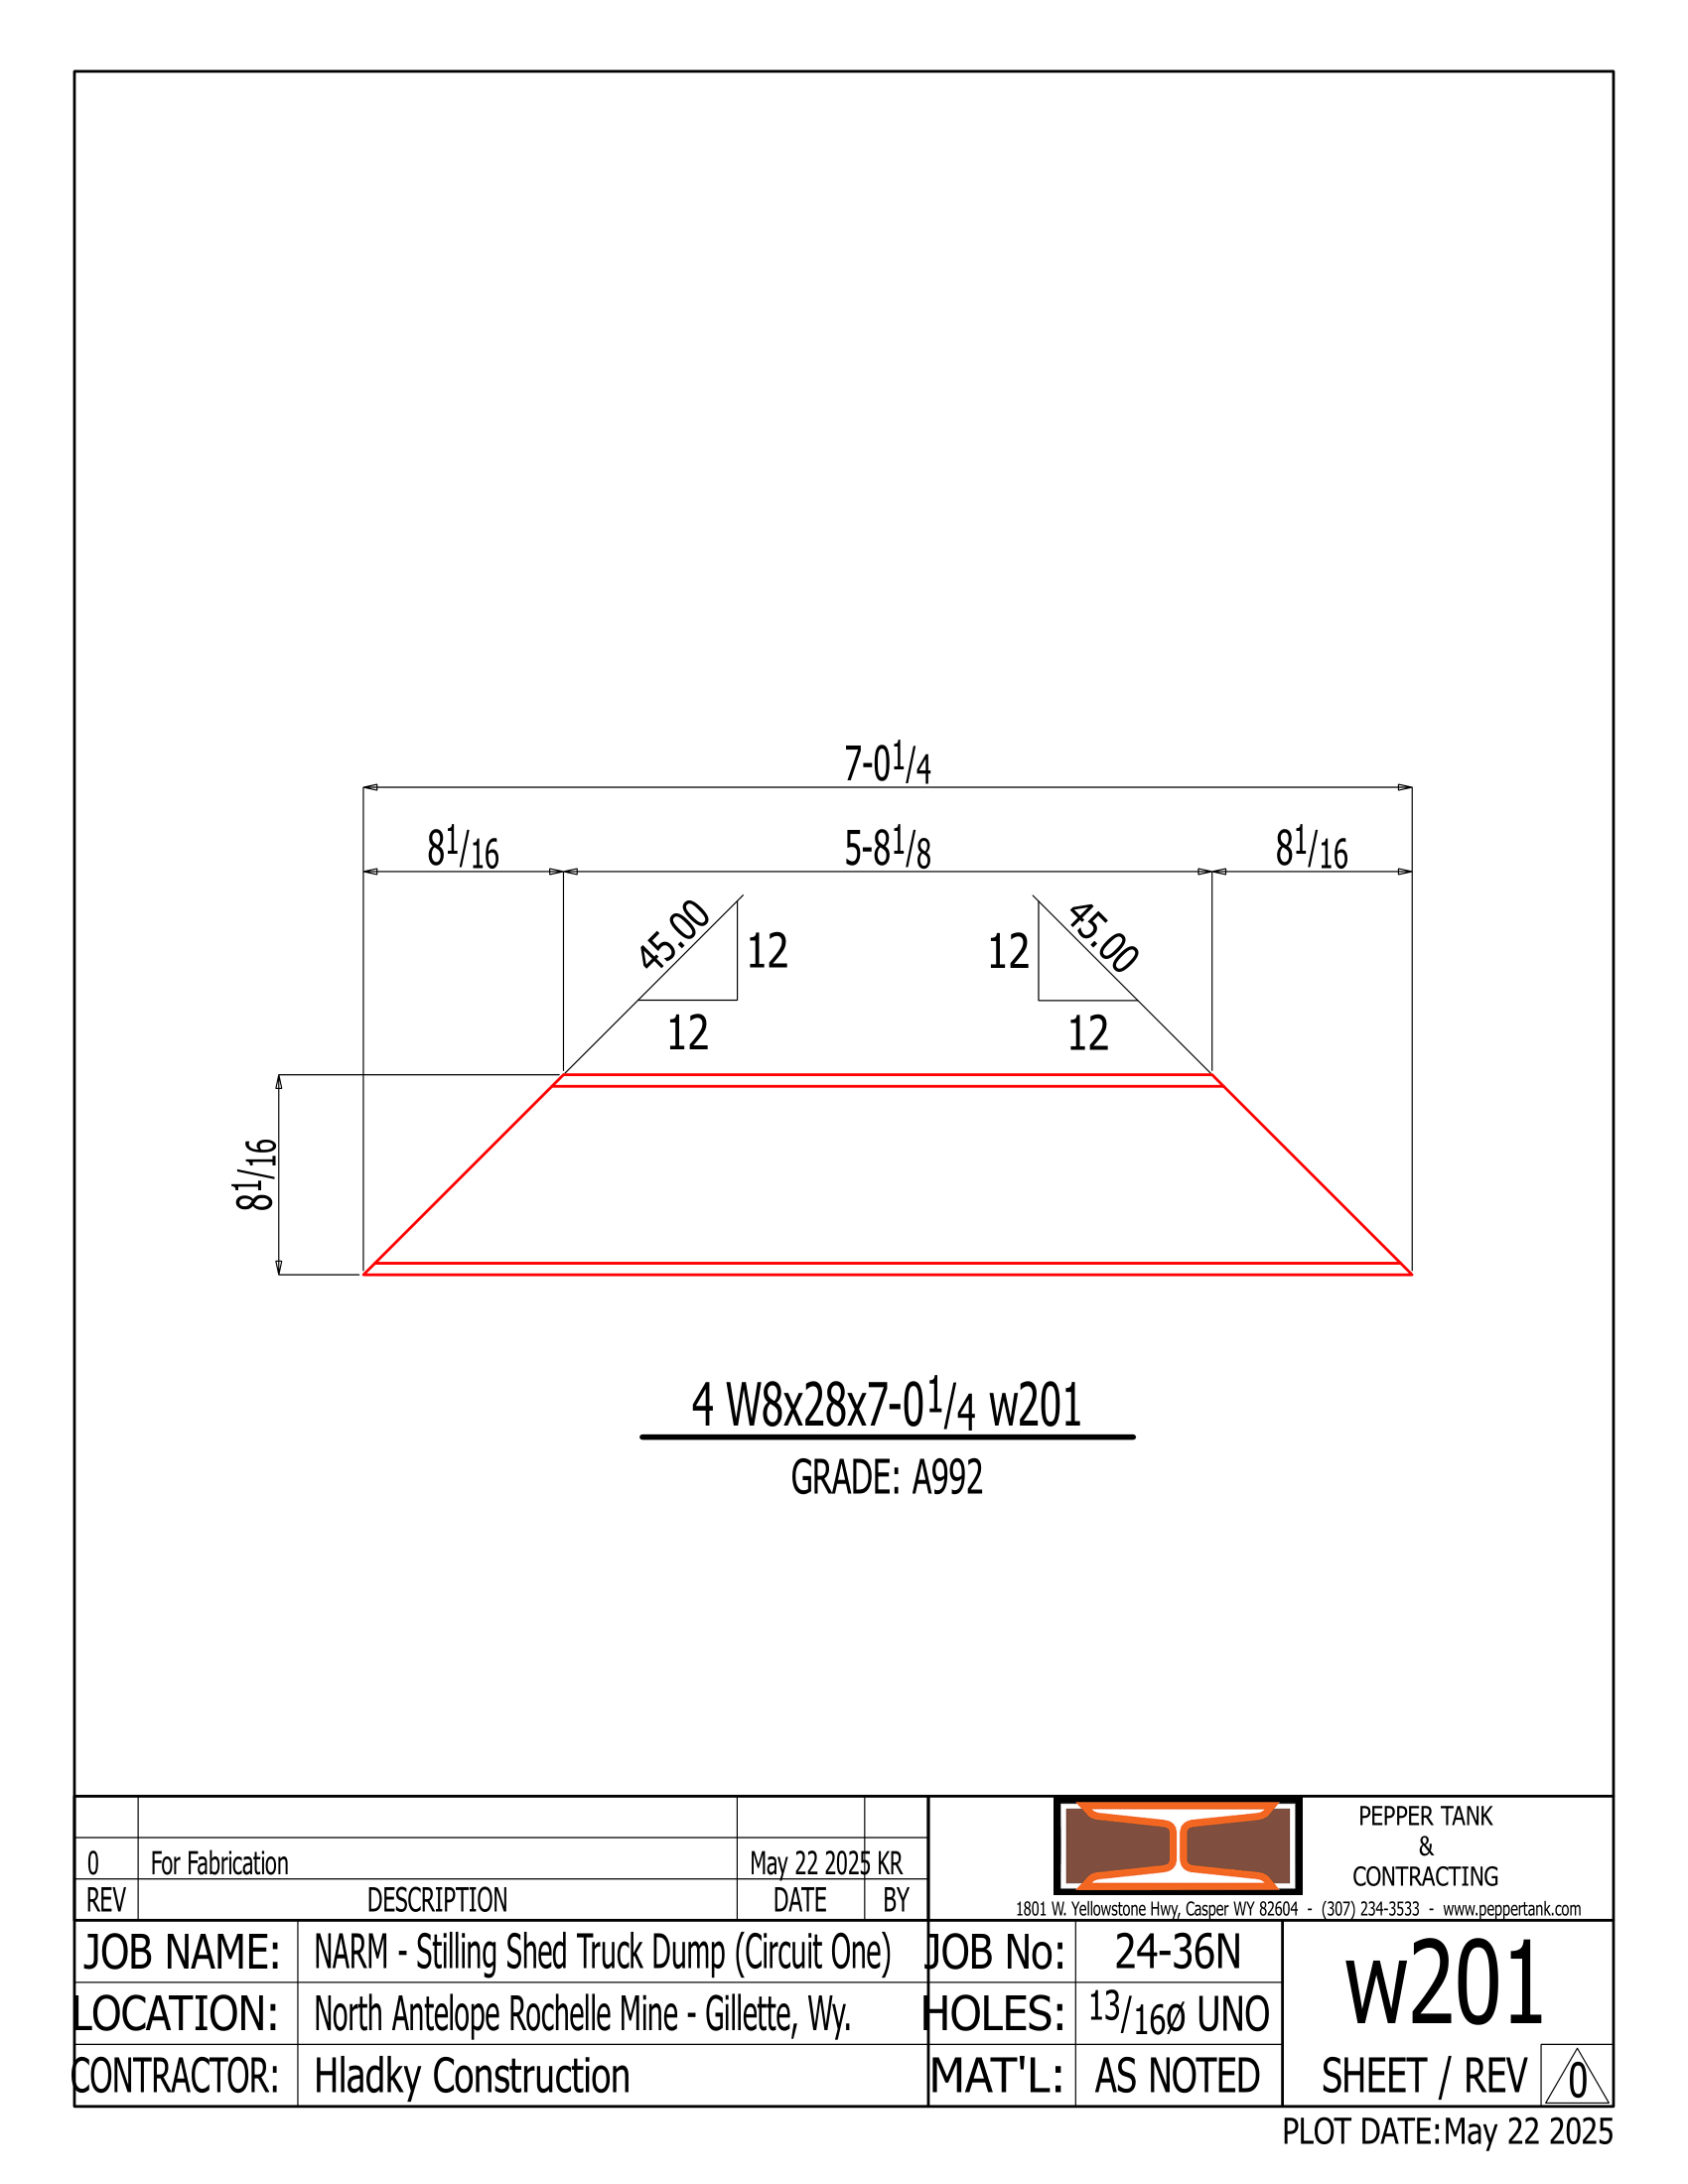 7-0 1/4
8 1/16
5-8 1/8
8 1/16
45.00
12
12
45.00
12
12
8 1/16
4 W8x28x7-0 1/4 w201
GRADE: A992
0 For Fabrication May 22 2025 KR
REV DESCRIPTION DATE BY
PEPPER TANK
&
CONTRACTING
1801 W. Yellowstone Hwy, Casper WY 82604 - (307) 234-3533 - www.peppertank.com
JOB NAME: NARM - Stilling Shed Truck Dump (Circuit One)
LOCATION: North Antelope Rochelle Mine - Gillette, Wy.
CONTRACTOR: Hladky Construction
JOB No: 24-36N
HOLES: 13/16ø UNO
MAT'L: AS NOTED
w201
SHEET / REV 0
PLOT DATE: May 22 2025